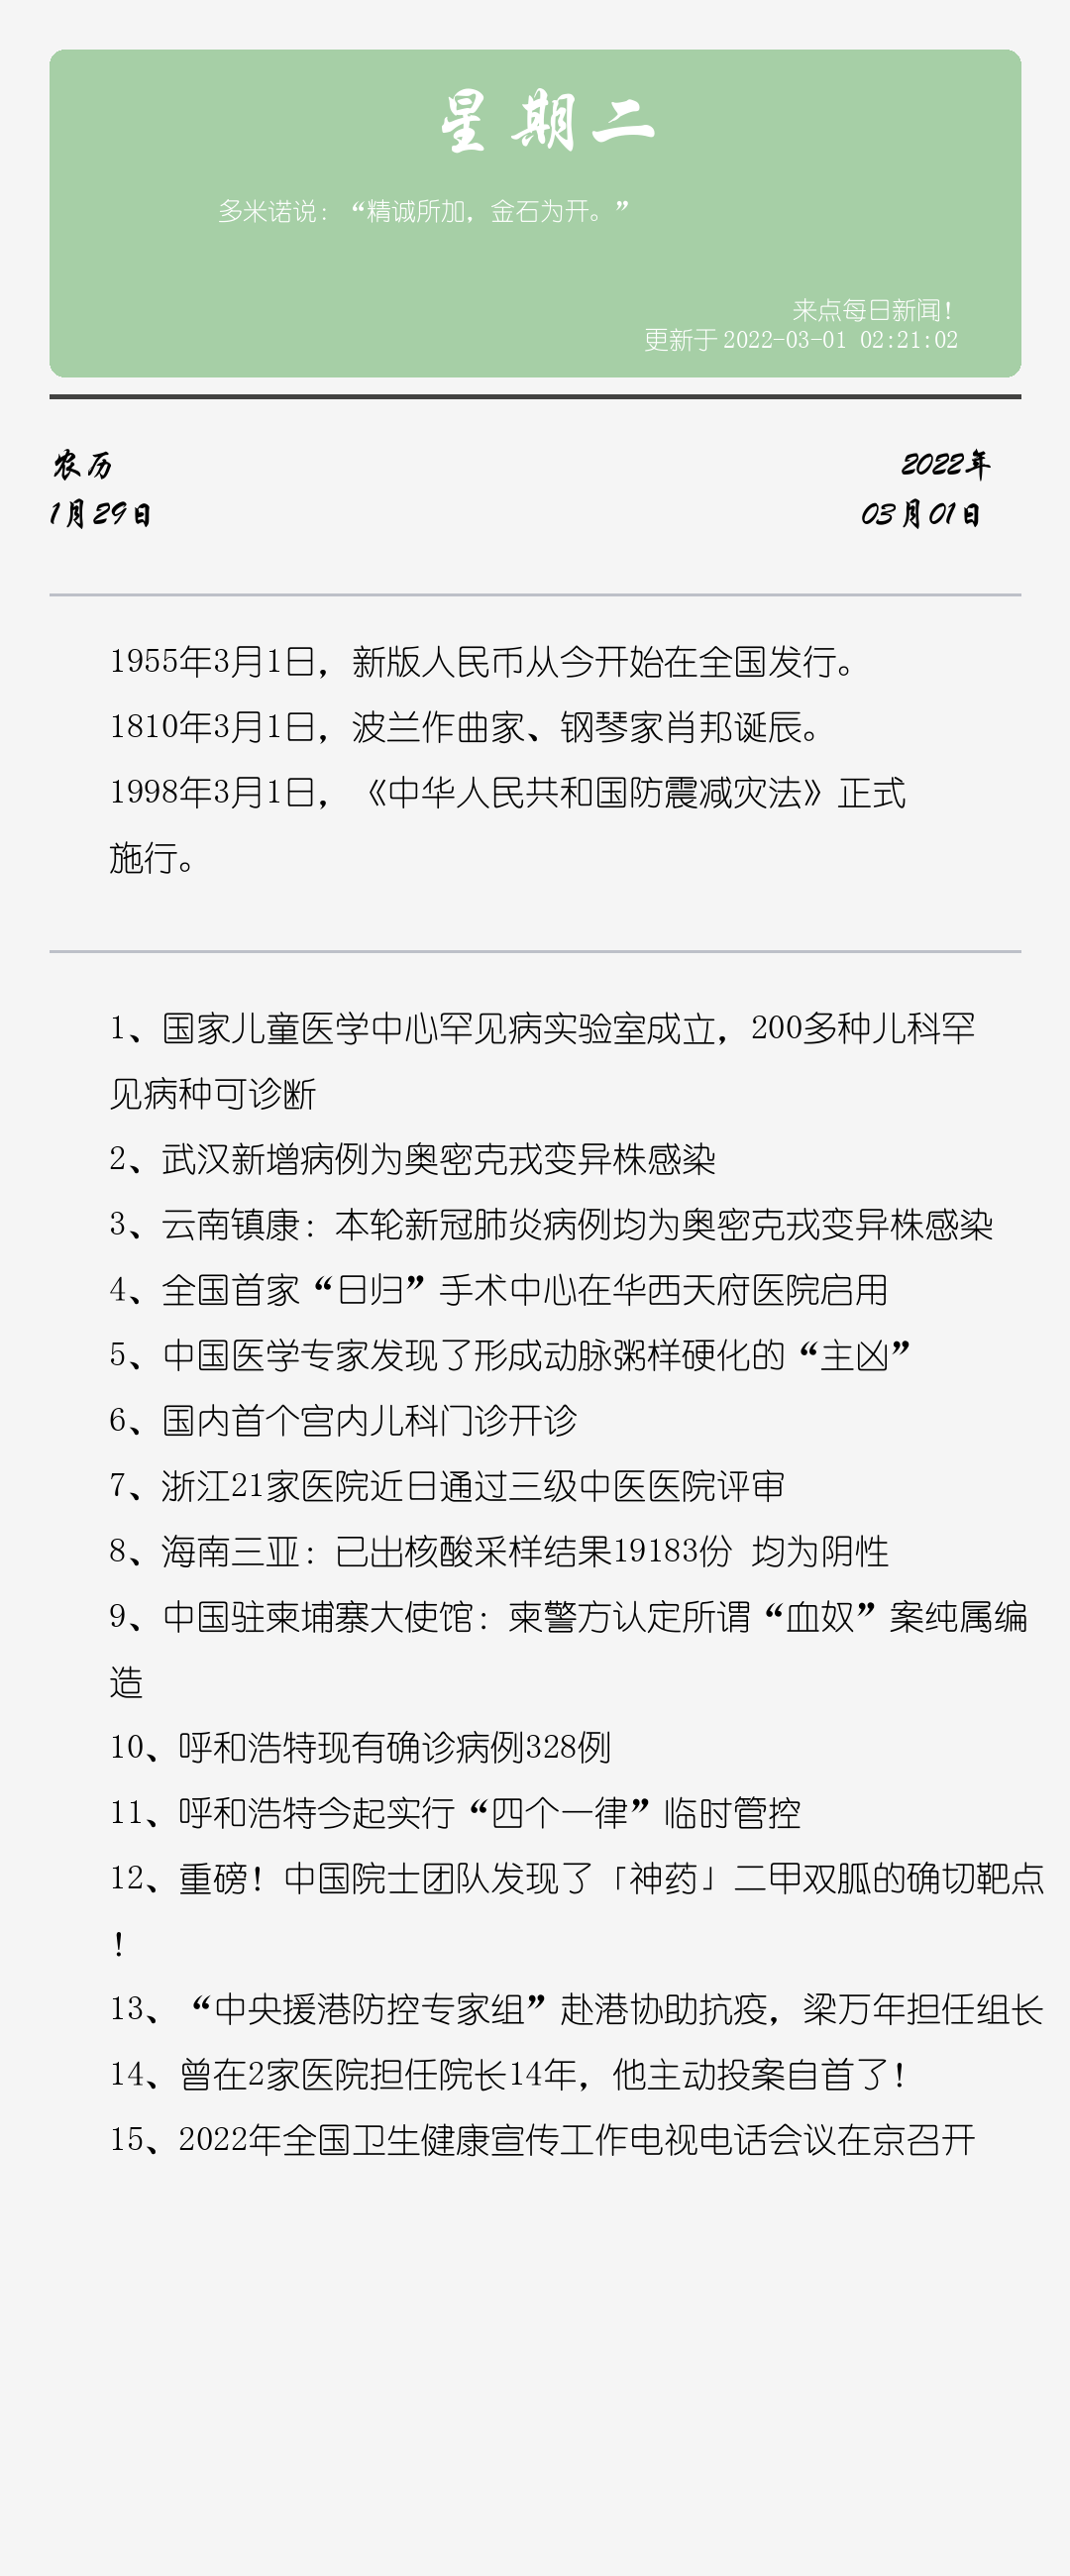 星期二
多米诺说：“精诚所加，金石为开。”
来点每日新闻！
更新于2022-03-01 02:21:02
农历
2022年
1月29日
03月01日
1955年3月1日，新版人民币从今开始在全国发行。
1810年3月1日，波兰作曲家、钢琴家肖邦诞辰。
1998年3月1日，《中华人民共和国防震减灾法》正式
施行。
1、国家儿童医学中心罕见病实验室成立，200多种儿科罕
见病种可诊断
2、武汉新增病例为奥密克戎变异株感染
3、云南镇康：本轮新冠肺炎病例均为奥密克戎变异株感染
4、全国首家“日归”手术中心在华西天府医院启用
5、中国医学专家发现了形成动脉粥样硬化的“主凶”
6、国内首个宫内儿科门诊开诊
7、浙江21家医院近日通过三级中医医院评审
8、海南三亚：已出核酸采样结果19183份 均为阴性
9、中国驻柬埔寨大使馆：柬警方认定所谓“血奴”案纯属编
造
10、呼和浩特现有确诊病例328例
11、呼和浩特今起实行“四个一律”临时管控
12、重磅！中国院士团队发现了「神药」二甲双胍的确切靶点
！
13、“中央援港防控专家组”赴港协助抗疫，梁万年担任组长
14、曾在2家医院担任院长14年，他主动投案自首了！
15、2022年全国卫生健康宣传工作电视电话会议在京召开